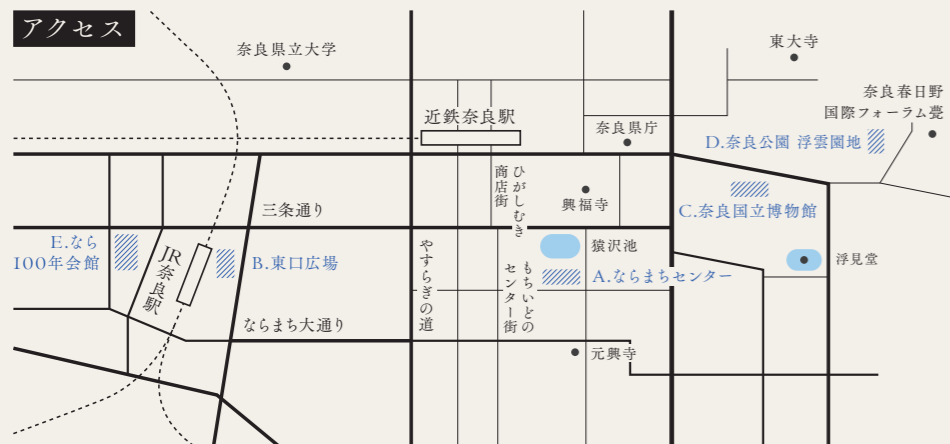 アクセス
奈良県立大学
東大寺
奈良春日野
国際フォーラム甍
近鉄奈良駅
奈良県庁
D.奈良公園 浮雲園地
ひがしむき
商店街
興福寺
C.奈良国立博物館
三条通り
E.なら
100年会館
JR
奈良駅
B.東口広場
やすらぎの道
猿沢池
もちいどの
センター街
A.ならまちセンター
浮見堂
ならまち大通り
元興寺